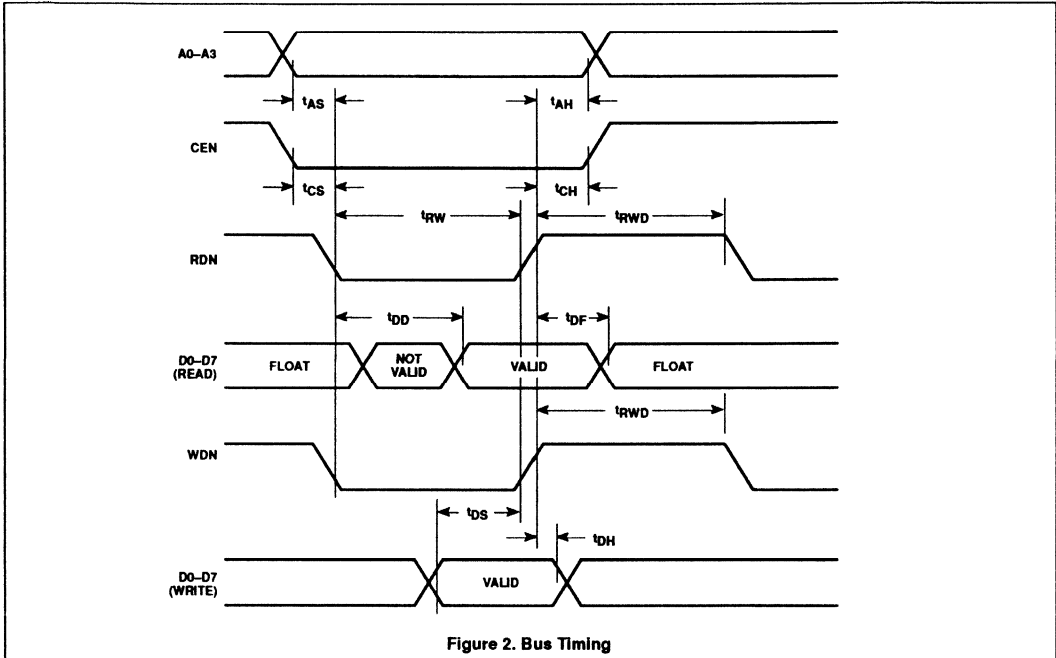 A0–A3
tAS
tAH
CEN
tCS
tCH
tRW
tRWD
RDN
tDD
tDF
D0–D7
(READ)
FLOAT
NOT
VALID
VALID
FLOAT
tRWD
WDN
tDS
tDH
D0–D7
(WRITE)
VALID
Figure 2. Bus Timing